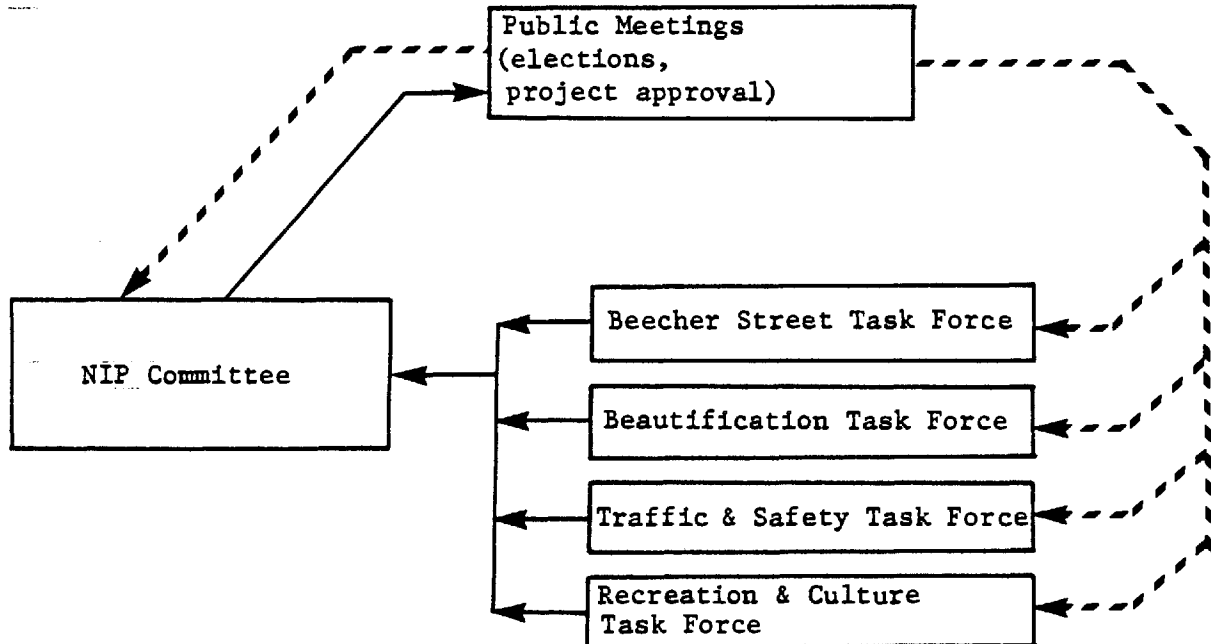 Public Meetings
(elections,
project approval)
NIP Committee
Beecher Street Task Force
Beautification Task Force
Traffic & Safety Task Force
Recreation & Culture
Task Force